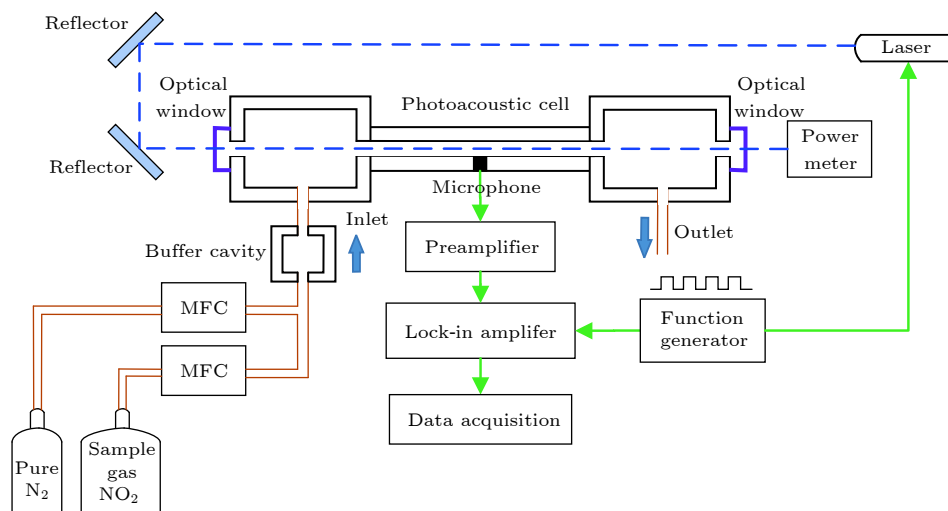 Reflector
Laser
Optical
window
Photoacoustic cell
Optical
window
Power
meter
Reflector
Microphone
Inlet
Outlet
Buffer cavity
Preamplifier
MFC
Lock-in amplifer
Function
generator
MFC
Data acquisition
Pure
N₂
Sample
gas
NO₂